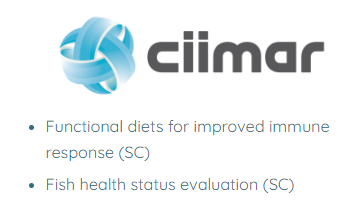 ciimar
• Functional diets for improved immune
response (SC)
• Fish health status evaluation (SC)